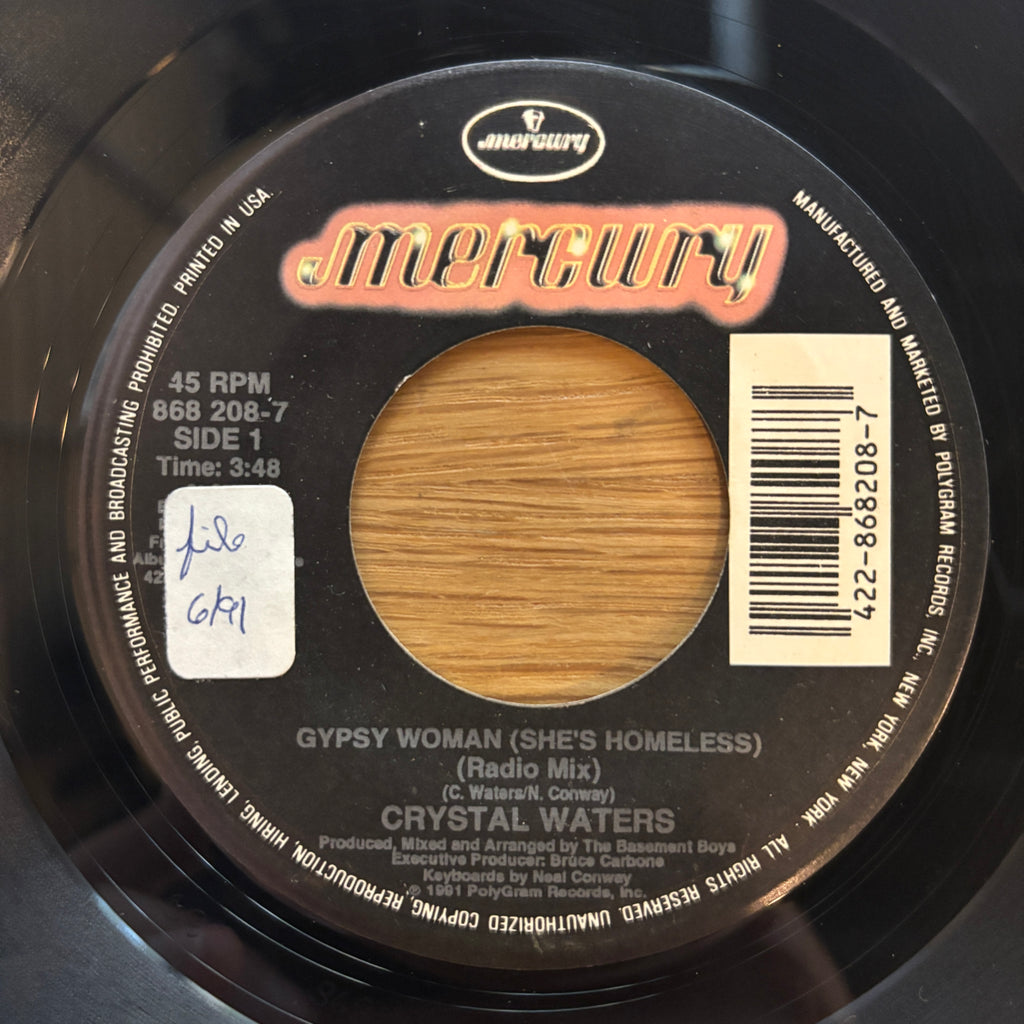 mercury
mercury
MANUFACTURED AND MARKETED BY POLYGRAM RECORDS, INC., NEW YORK, NEW YORK. ALL RIGHTS RESERVED. UNAUTHORIZED COPYING, REPRODUCTION, HIRING, LENDING, PUBLIC PERFORMANCE AND BROADCASTING PROHIBITED. PRINTED IN USA.
45 RPM
868 208-7
SIDE 1
Time: 3:48
file
6/91
422-868208-7
GYPSY WOMAN (SHE'S HOMELESS)
(Radio Mix)
(C. Waters/N. Conway)
CRYSTAL WATERS
Produced, Mixed and Arranged by The Basement Boys
Executive Producer: Bruce Carbone
Keyboards by Neal Conway
℗ 1991 PolyGram Records, Inc.